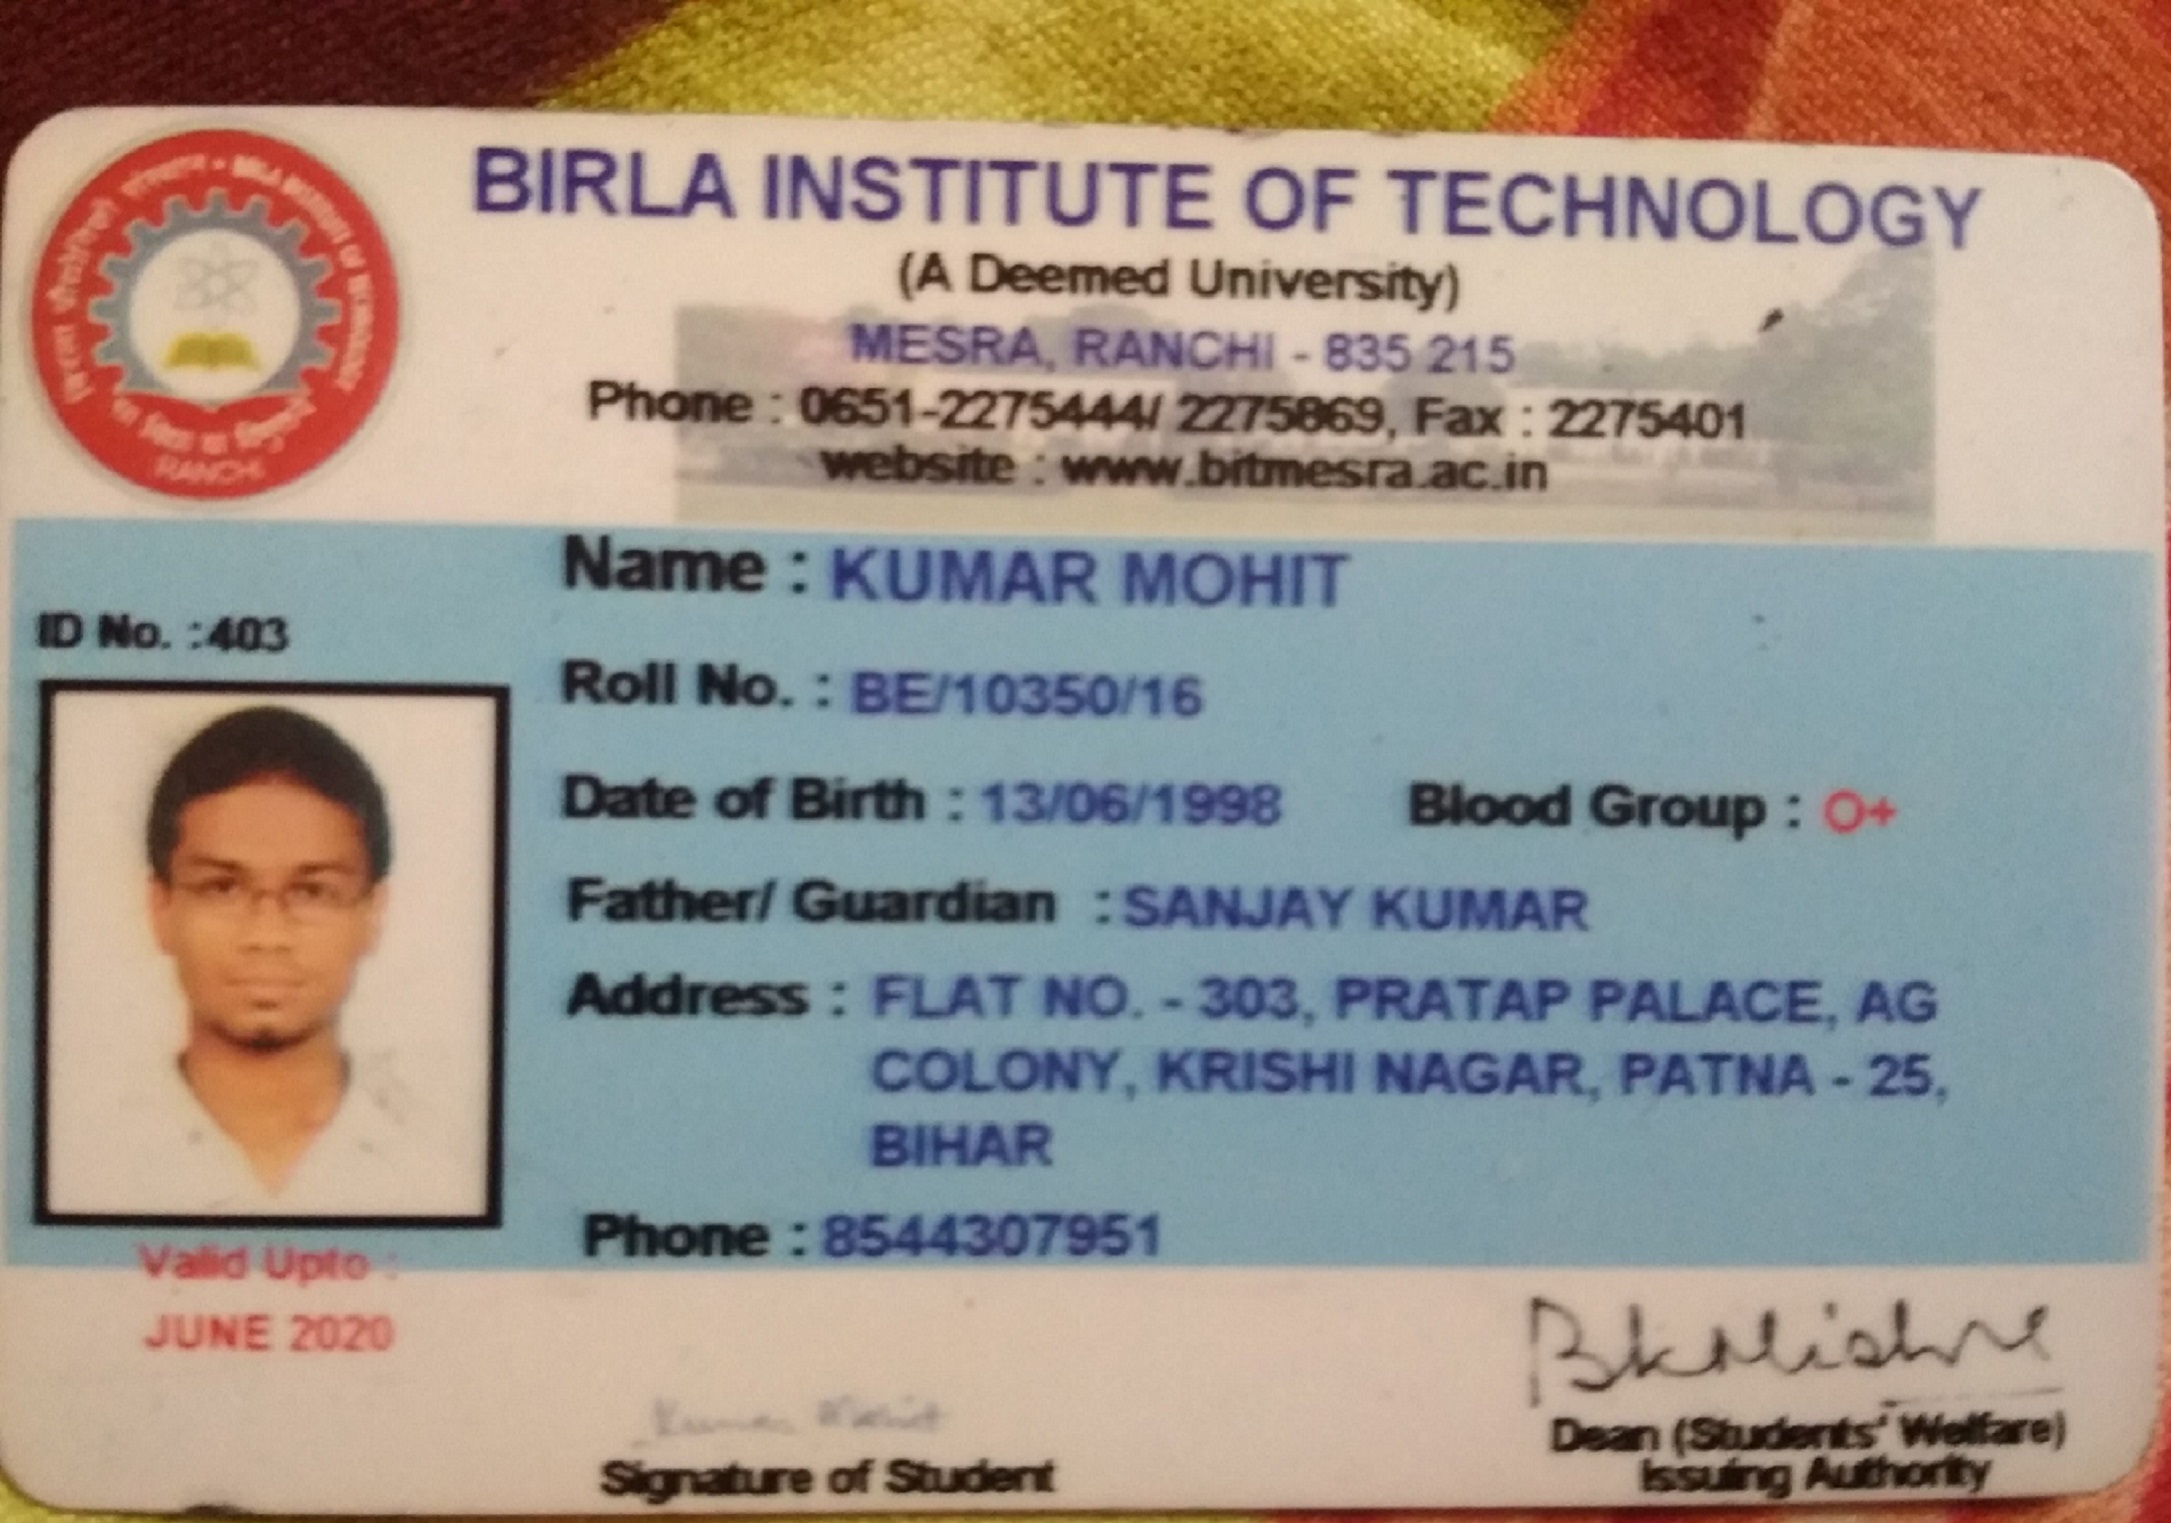 BIRLA INSTITUTE OF TECHNOLOGY
(A Deemed University)
MESRA, RANCHI - 835 215
Phone : 0651-2275444/ 2275869, Fax : 2275401
website : www.bitmesra.ac.in
RANCHI
Name : KUMAR MOHIT
ID No. :403
Roll No. : BE/10350/16
Date of Birth : 13/06/1998 Blood Group : O+
Father/ Guardian : SANJAY KUMAR
Address : FLAT NO. - 303, PRATAP PALACE, AG
COLONY, KRISHI NAGAR, PATNA - 25,
BIHAR
Phone : 8544307951
Valid Upto :
JUNE 2020
Kumar Mohit
Signature of Student
BkMishra
Dean (Students' Welfare)
Issuing Authority